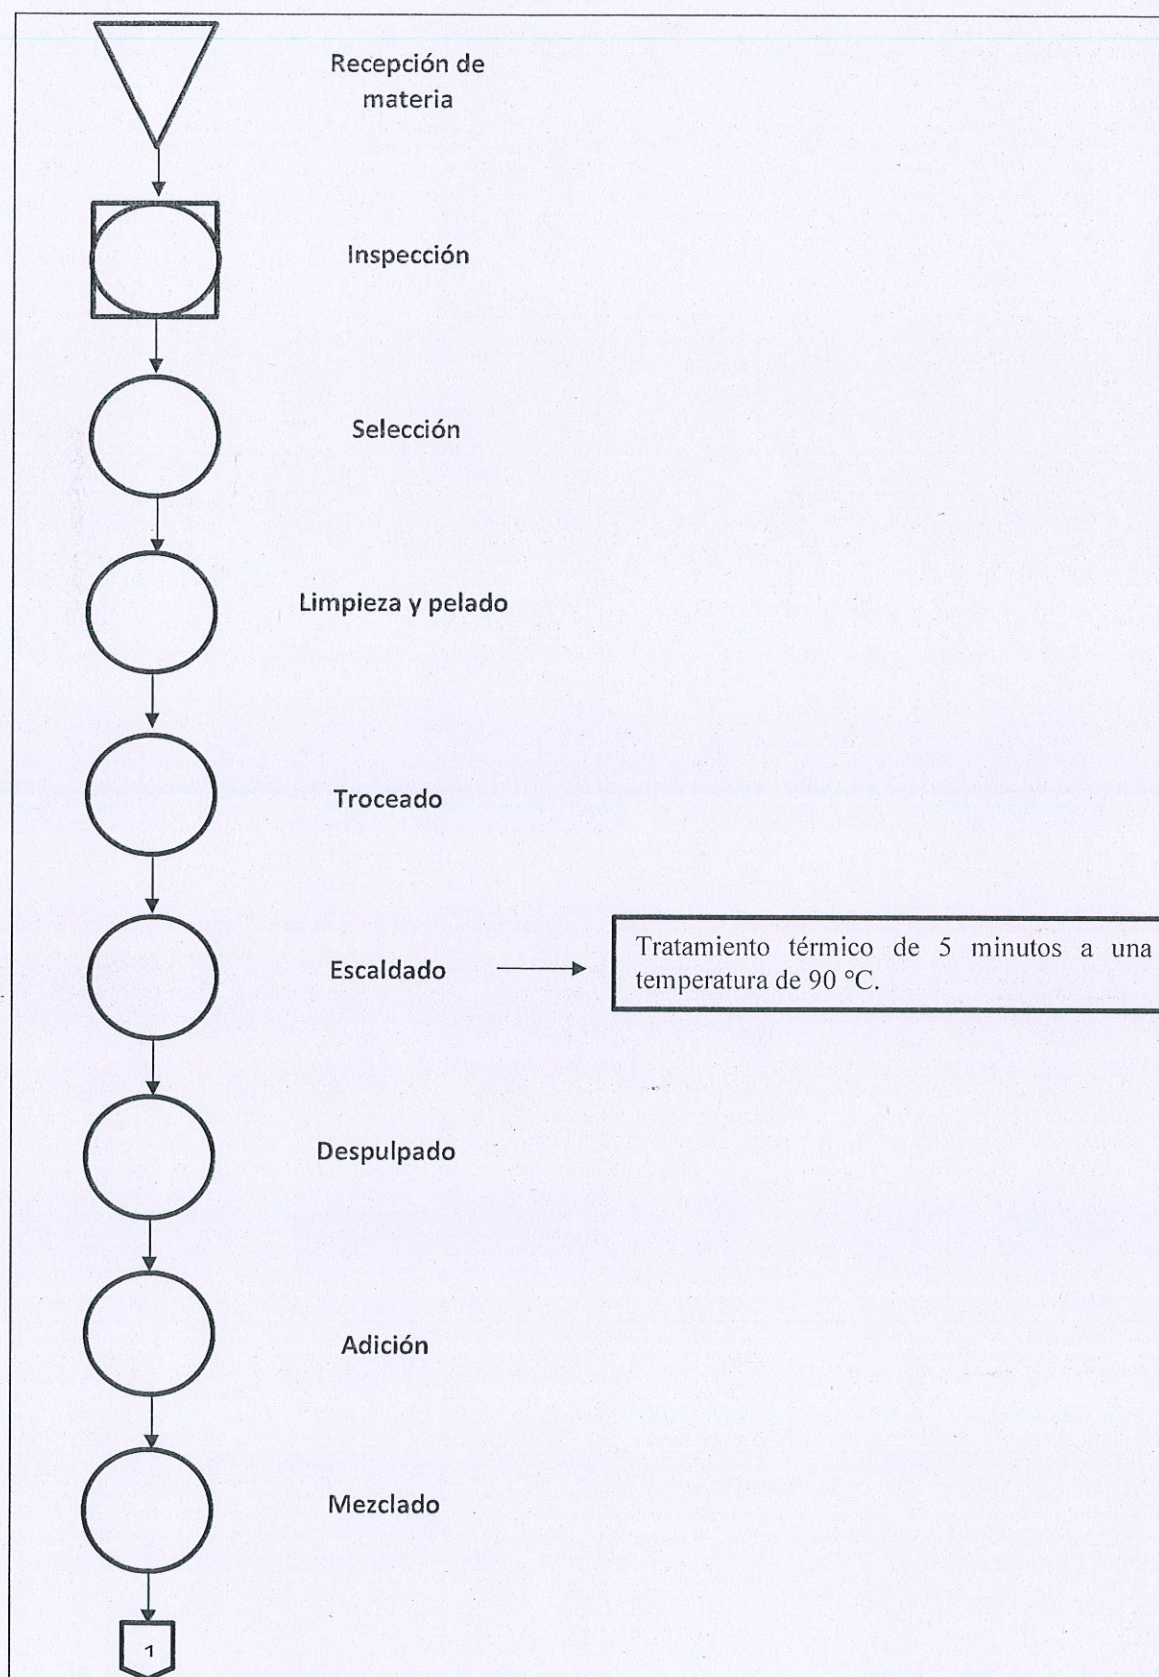 Recepción de
materia
Inspección
Selección
Limpieza y pelado
Troceado
Escaldado
Tratamiento térmico de 5 minutos a una
temperatura de 90 °C.
Despulpado
Adición
Mezclado
1